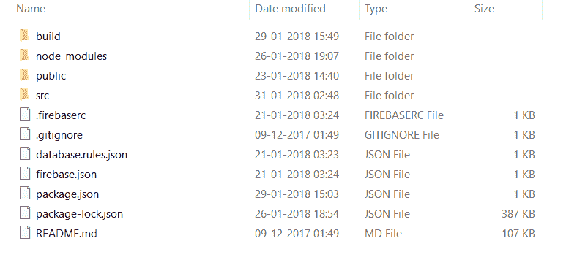 Name Date modified Type Size
build 29-01-2018 15:49 File folder
node_modules 26-01-2018 19:07 File folder
public 23-01-2018 14:40 File folder
src 31-01-2018 02:48 File folder
.firebaserc 21-01-2018 03:24 FIREBASERC File 1 KB
.gitignore 09-12-2017 01:49 GITIGNORE File 1 KB
database.rules.json 21-01-2018 03:23 JSON File 1 KB
firebase.json 21-01-2018 03:24 JSON File 1 KB
package.json 29-01-2018 15:03 JSON File 1 KB
package-lock.json 26-01-2018 18:54 JSON File 387 KB
README.md 09-12-2017 01:49 MD File 107 KB